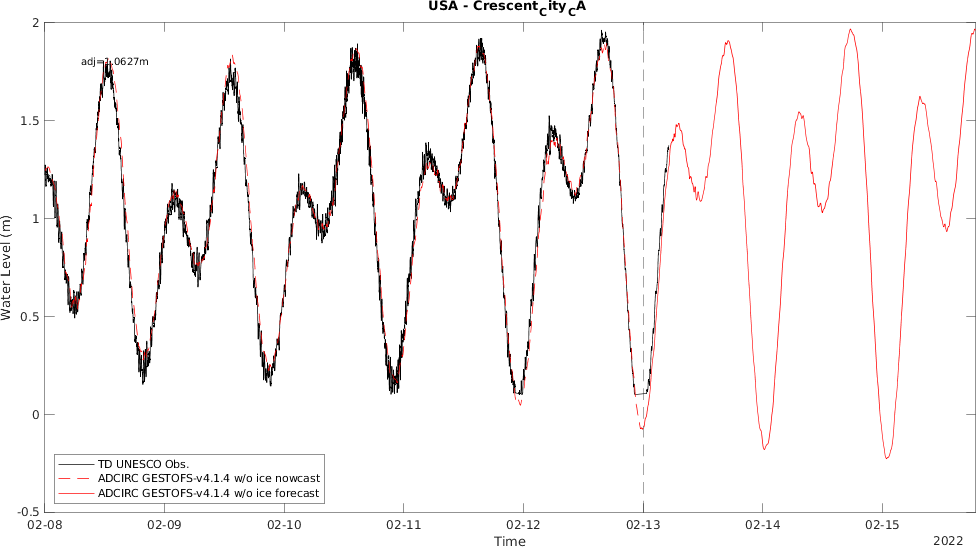 USA - Crescent_City_CA
2
adj=1.0627m
1.5
1
0.5
0
-0.5
Water Level (m)
TD UNESCO Obs.
ADCIRC GESTOFS-v4.1.4 w/o ice nowcast
ADCIRC GESTOFS-v4.1.4 w/o ice forecast
02-08 02-09 02-10 02-11 02-12 02-13 02-14 02-15
Time
2022